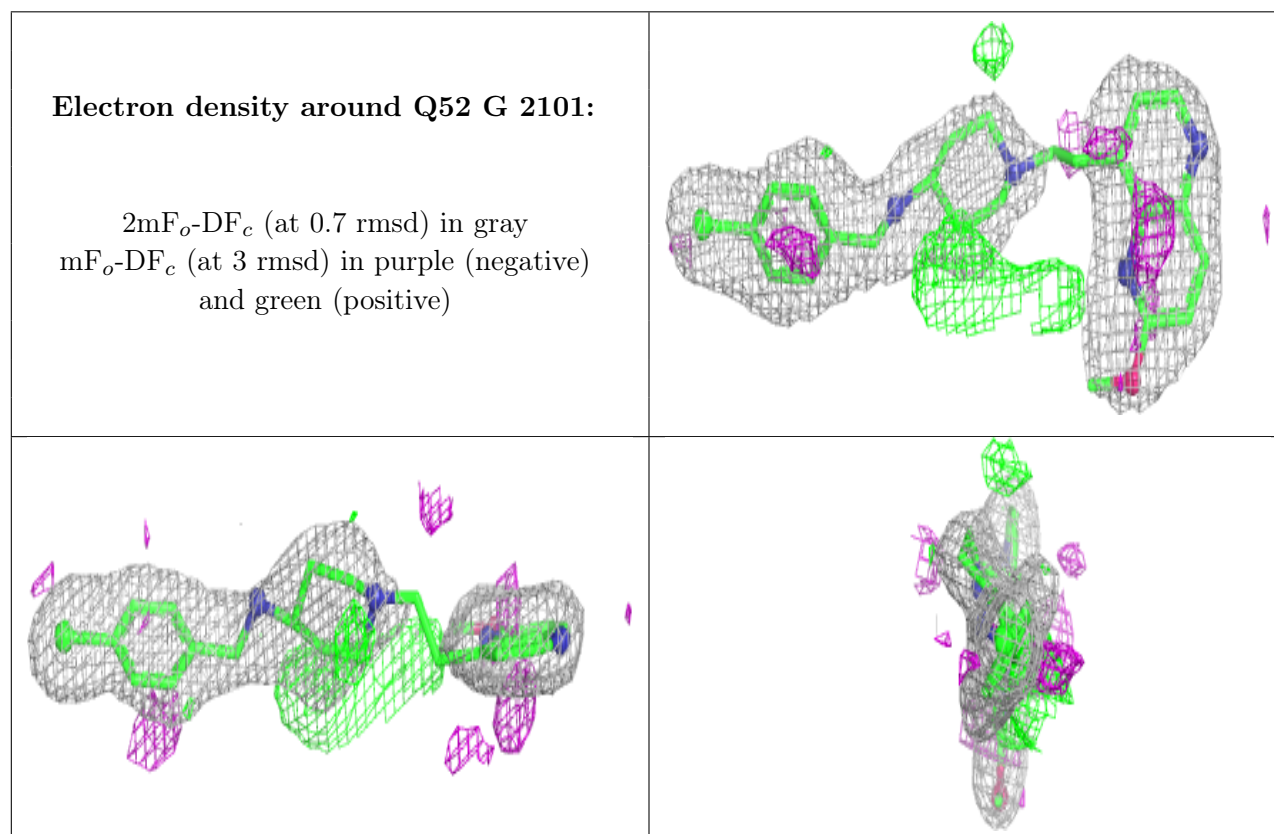 Electron density around Q52 G 2101:
2mFo-DFc (at 0.7 rmsd) in gray
mFo-DFc (at 3 rmsd) in purple (negative)
and green (positive)